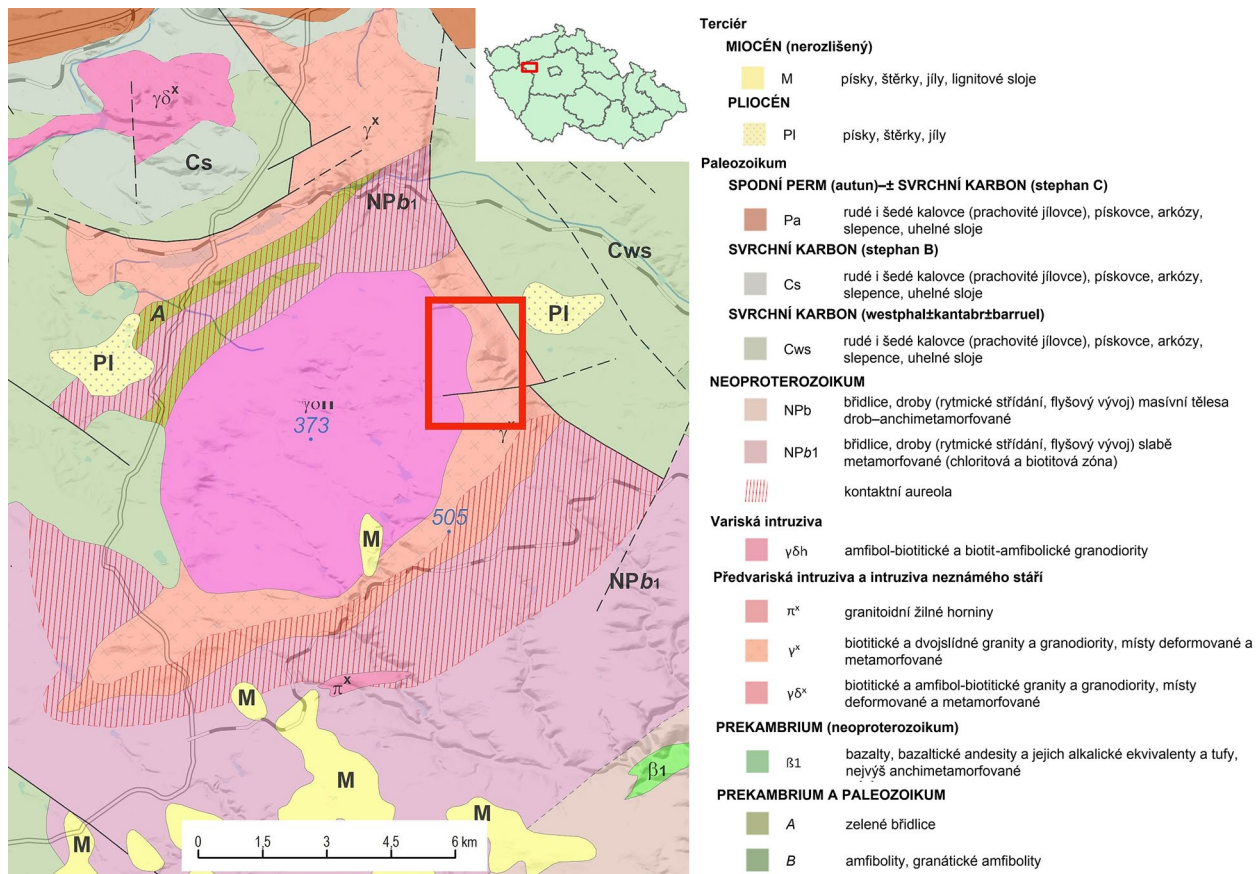 γδˣ
Cs
γˣ
NPb1
Cws
A
Pl
Pl
γοΠ
373
γˣ
505
M
NPb1
πˣ
M
M
M
M
β1
0 1,5 3 4,5 6 km
Terciér
MIOCÉN (nerozlišený)
M písky, štěrky, jíly, lignitové sloje
PLIOCÉN
Pl písky, štěrky, jíly
Paleozoikum
SPODNÍ PERM (autun)–± SVRCHNÍ KARBON (stephan C)
Pa rudé i šedé kalovce (prachovité jílovce), pískovce, arkózy,
slepence, uhelné sloje
SVRCHNÍ KARBON (stephan B)
Cs rudé i šedé kalovce (prachovité jílovce), pískovce, arkózy,
slepence, uhelné sloje
SVRCHNÍ KARBON (westphal±kantabr±barruel)
Cws rudé i šedé kalovce (prachovité jílovce), pískovce, arkózy,
slepence, uhelné sloje
NEOPROTEROZOIKUM
NPb břidlice, droby (rytmické střídání, flyšový vývoj) masívní tělesa
drob–anchimetamorfované
NPb1 břidlice, droby (rytmické střídání, flyšový vývoj) slabě
metamorfované (chloritová a biotitová zóna)
kontaktní aureola
Variská intruziva
γδh amfibol-biotitické a biotit-amfibolické granodiority
Předvariská intruziva a intruziva neznámého stáří
πˣ granitoidní žilné horniny
γˣ biotitické a dvojslídné granity a granodiority, místy deformované a
metamorfované
γδˣ biotitické a amfibol-biotitické granity a granodiority, místy
deformované a metamorfované
PREKAMBRIUM (neoproterozoikum)
ß1 bazalty, bazaltické andesity a jejich alkalické ekvivalenty a tufy,
nejvýš anchimetamorfované
PREKAMBRIUM A PALEOZOIKUM
A zelené břidlice
B amfibolity, granátické amfibolity